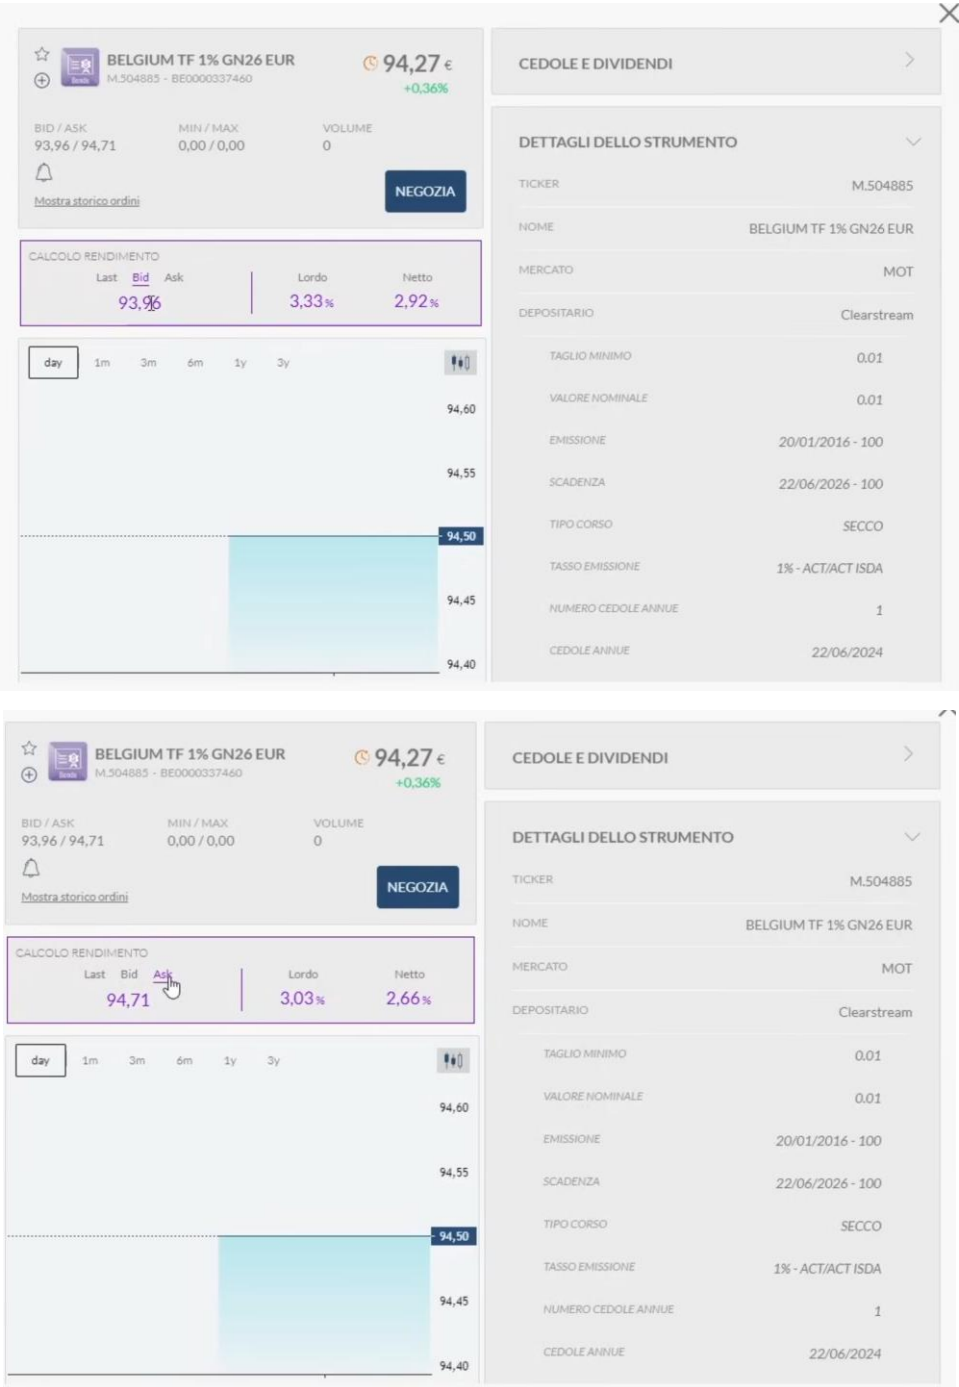 BELGIUM TF 1% GN26 EUR
M.504885 - BE0000337460
94,27 €
+0,36%
BID / ASK
93,96 / 94,71
MIN / MAX
0,00 / 0,00
VOLUME
0
Mostra storico ordini
NEGOZIA
CALCOLO RENDIMENTO
Last Bid Ask
93,96
Lordo
3,33 %
Netto
2,92 %
day 1m 3m 6m 1y 3y
94,60
94,55
94,50
94,45
94,40
CEDOLE E DIVIDENDI
DETTAGLI DELLO STRUMENTO
TICKER M.504885
NOME BELGIUM TF 1% GN26 EUR
MERCATO MOT
DEPOSITARIO Clearstream
TAGLIO MINIMO 0.01
VALORE NOMINALE 0.01
EMISSIONE 20/01/2016 - 100
SCADENZA 22/06/2026 - 100
TIPO CORSO SECCO
TASSO EMISSIONE 1% - ACT/ACT ISDA
NUMERO CEDOLE ANNUE 1
CEDOLE ANNUE 22/06/2024
BELGIUM TF 1% GN26 EUR
M.504885 - BE0000337460
94,27 €
+0,36%
BID / ASK
93,96 / 94,71
MIN / MAX
0,00 / 0,00
VOLUME
0
Mostra storico ordini
NEGOZIA
CALCOLO RENDIMENTO
Last Bid Ask
94,71
Lordo
3,03 %
Netto
2,66 %
day 1m 3m 6m 1y 3y
94,60
94,55
94,50
94,45
94,40
CEDOLE E DIVIDENDI
DETTAGLI DELLO STRUMENTO
TICKER M.504885
NOME BELGIUM TF 1% GN26 EUR
MERCATO MOT
DEPOSITARIO Clearstream
TAGLIO MINIMO 0.01
VALORE NOMINALE 0.01
EMISSIONE 20/01/2016 - 100
SCADENZA 22/06/2026 - 100
TIPO CORSO SECCO
TASSO EMISSIONE 1% - ACT/ACT ISDA
NUMERO CEDOLE ANNUE 1
CEDOLE ANNUE 22/06/2024